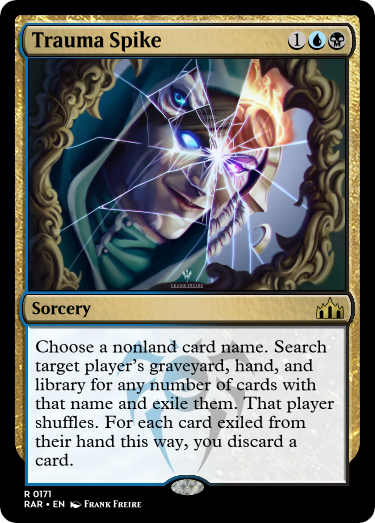 Trauma Spike 1
FRANK FREIRE
Sorcery
Choose a nonland card name. Search
target player's graveyard, hand, and
library for any number of cards with
that name and exile them. That player
shuffles. For each card exiled from
their hand this way, you discard a
card.
R 0171
RAR • EN FRANK FREIRE